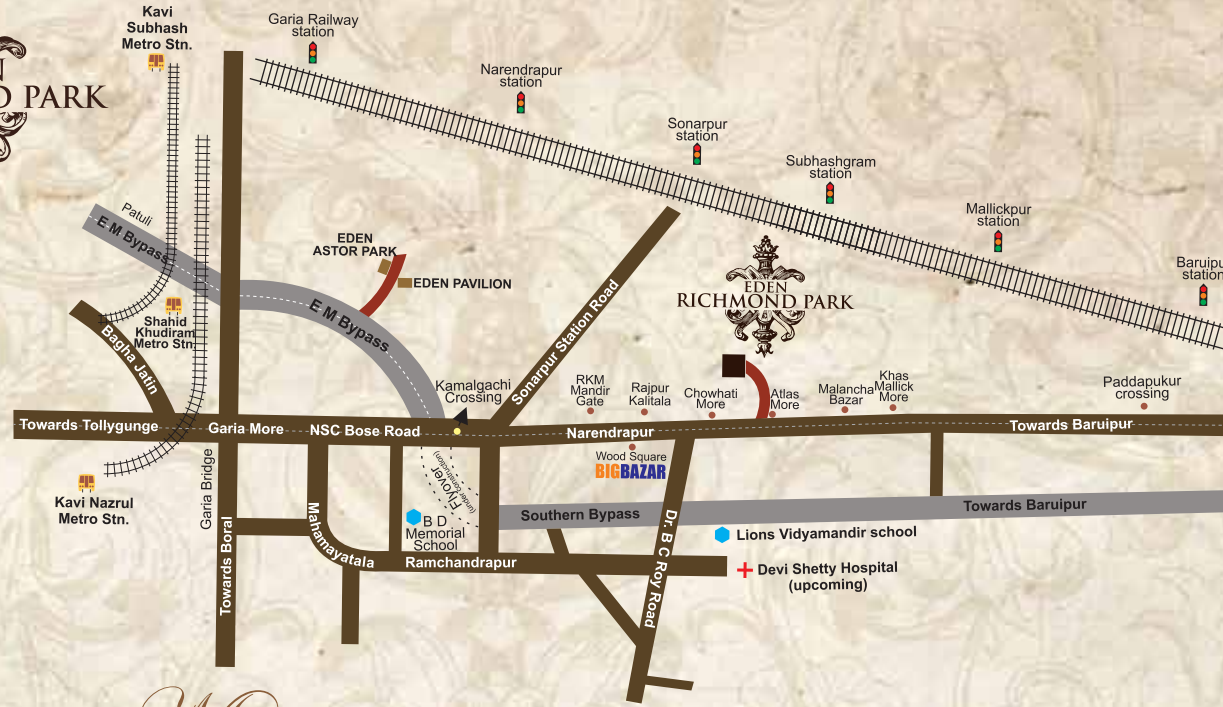 Kavi
Subhash
Metro Stn.
Garia Railway
station
Narendrapur
station
Sonarpur
station
Subhashgram
station
Mallickpur
station
station
PARK
Patuli
E M Bypass
EDEN
ASTOR PARK
EDEN PAVILION
E M Bypass
Sonarpur Station Road
EDEN
RICHMOND PARK
Shahid
Khudiram
Metro Stn.
Bagha Jatin
Kamalgachi
Crossing
RKM
Mandir
Gate
Rajpur
Kalitala
Chowhati
More
Atlas
More
Malancha
Bazar
Khas
Mallick
More
Paddapukur
crossing
Towards Tollygunge
Garia More
NSC Bose Road
Narendrapur
Towards Baruipur
Wood Square
BIGBAZAR
Kavi Nazrul
Metro Stn.
Garia Bridge
Towards Boral
Mahamayatala
Flyover
(under construction)
B D
Memorial
School
Ramchandrapur
Southern Bypass
Towards Baruipur
Dr. B C Roy Road
Lions Vidyamandir school
Devi Shetty Hospital
(upcoming)